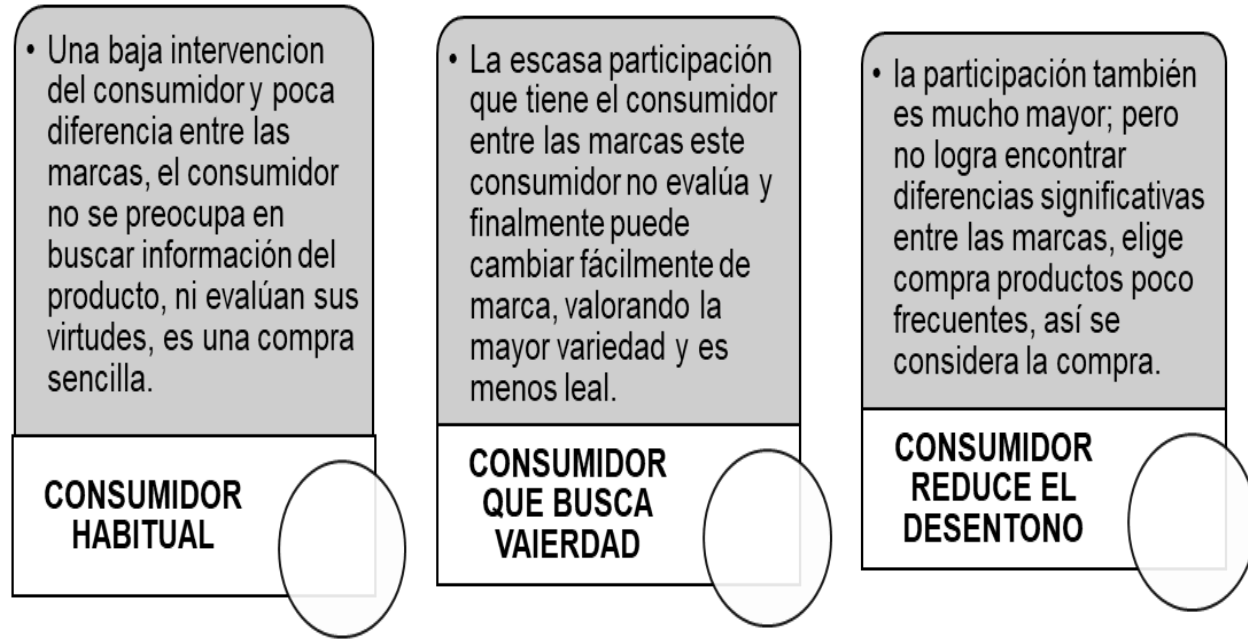 • Una baja intervencion
del consumidor y poca
diferencia entre las
marcas, el consumidor
no se preocupa en
buscar información del
producto, ni evalúan sus
virtudes, es una compra
sencilla.
CONSUMIDOR
HABITUAL
• La escasa participación
que tiene el consumidor
entre las marcas este
consumidor no evalúa y
finalmente puede
cambiar fácilmente de
marca, valorando la
mayor variedad y es
menos leal.
CONSUMIDOR
QUE BUSCA
VAIERDAD
• la participación también
es mucho mayor; pero
no logra encontrar
diferencias significativas
entre las marcas, elige
compra productos poco
frecuentes, así se
considera la compra.
CONSUMIDOR
REDUCE EL
DESENTONO